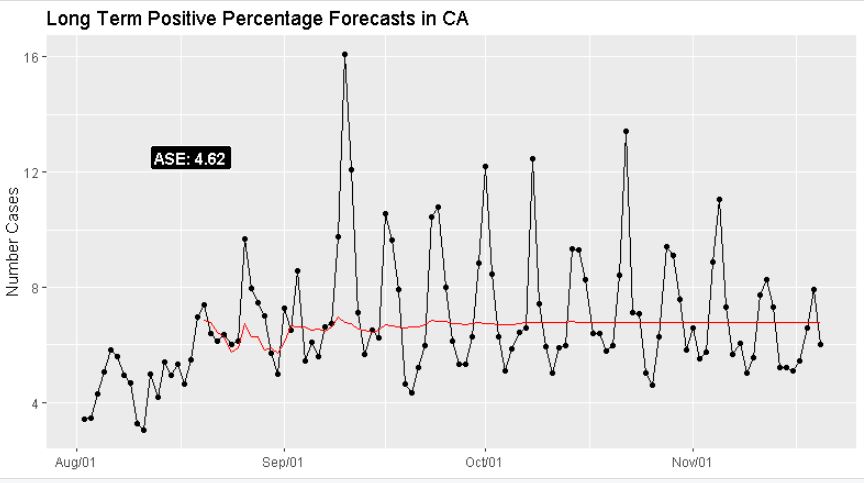 Long Term Positive Percentage Forecasts in CA
16
ASE: 4.62
12
Number Cases
8
4
Aug/01
Sep/01
Oct/01
Nov/01